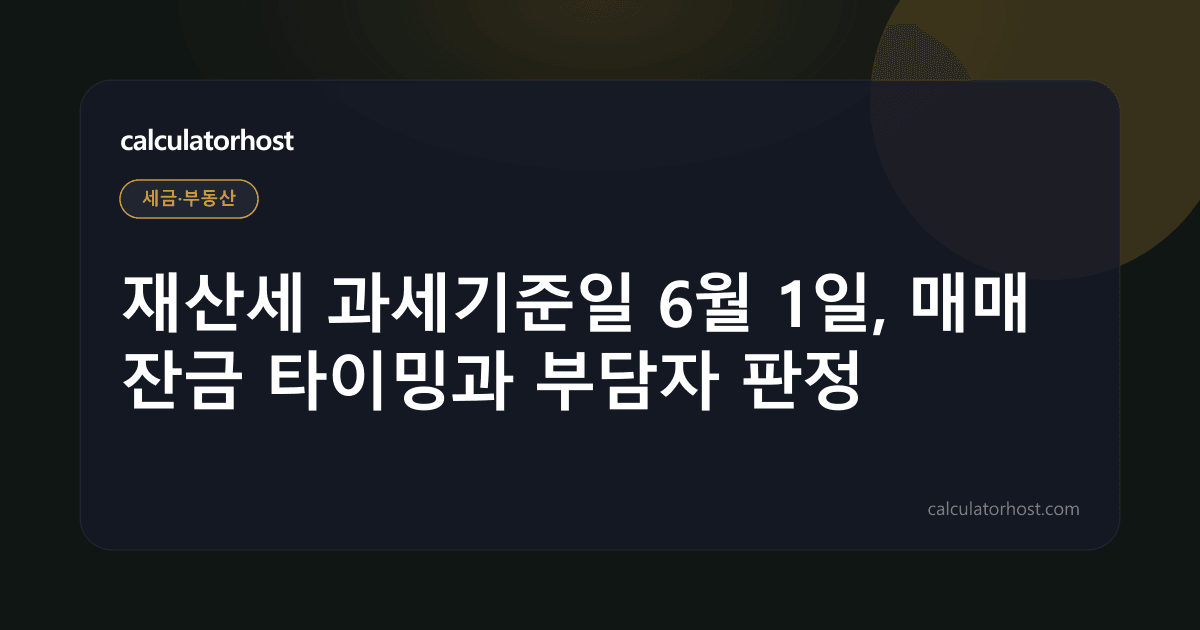 calculatorhost
세금·부동산
재산세 과세기준일 6월 1일, 매매
잔금 타이밍과 부담자 판정
calculatorhost.com